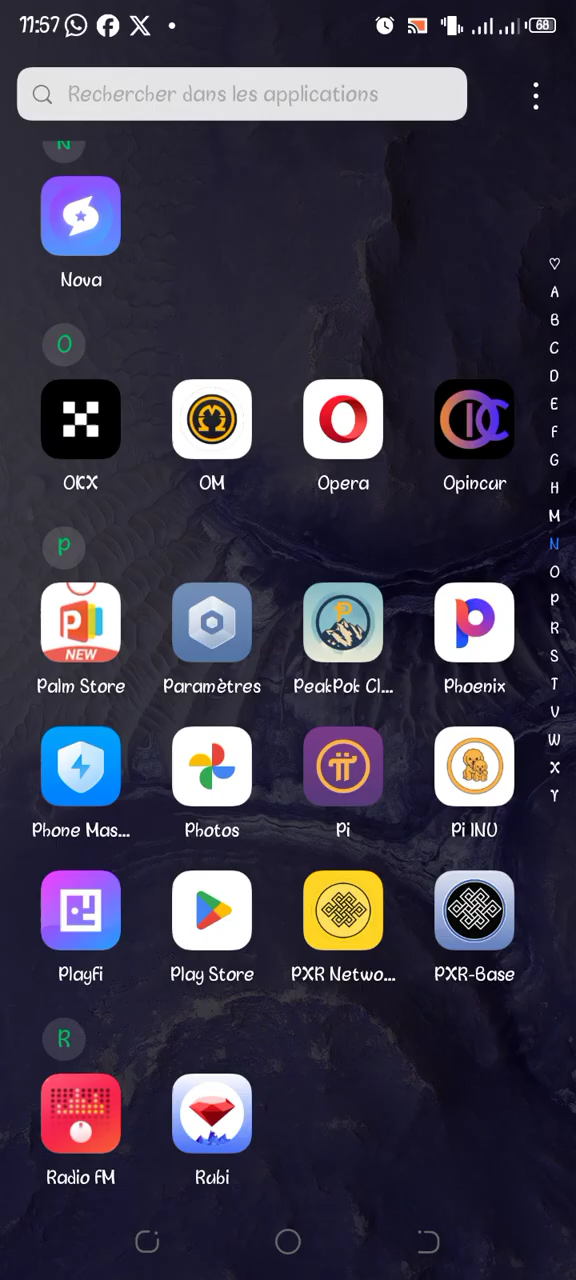 11:57
68
Rechercher dans les applications
N
Nova
O
OKX
OM
Opera
Opincur
P
NEW
Palm Store
Paramètres
PeakPok Cl...
Phoenix
Phone Mas...
Photos
Pi
Pi INU
Playfi
Play Store
PXR Netwo...
PXR-Base
R
Radio FM
Rubi
A
B
C
D
E
F
G
H
M
N
O
P
R
S
T
V
W
X
Y